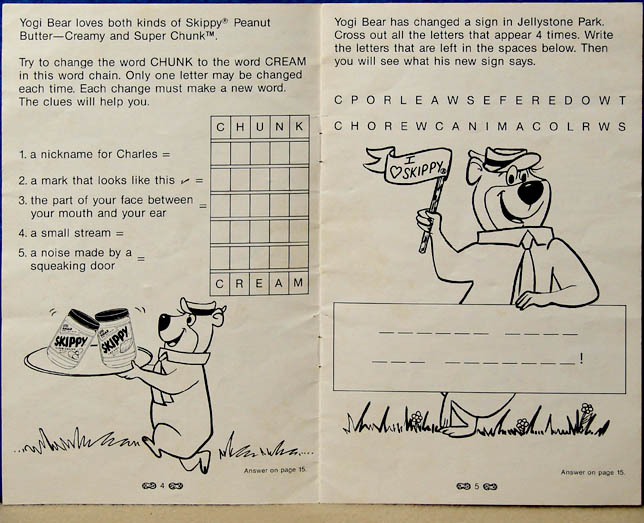 Yogi Bear loves both kinds of Skippy® Peanut
Butter—Creamy and Super Chunk™.
Try to change the word CHUNK to the word CREAM
in this word chain. Only one letter may be changed
each time. Each change must make a new word.
The clues will help you.
C H U N K
1. a nickname for Charles =
2. a mark that looks like this ✓ =
3. the part of your face between =
your mouth and your ear
4. a small stream =
5. a noise made by a =
squeaking door
C R E A M
SKIPPY
SKIPPY
Answer on page 15.
4
Yogi Bear has changed a sign in Jellystone Park.
Cross out all the letters that appear 4 times. Write
the letters that are left in the spaces below. Then
you will see what his new sign says.
C P O R L E A W S E F E R E D O W T
C H O R E W C A N I M A C O L R W S
I
♡ SKIPPY®
!
Answer on page 15.
5